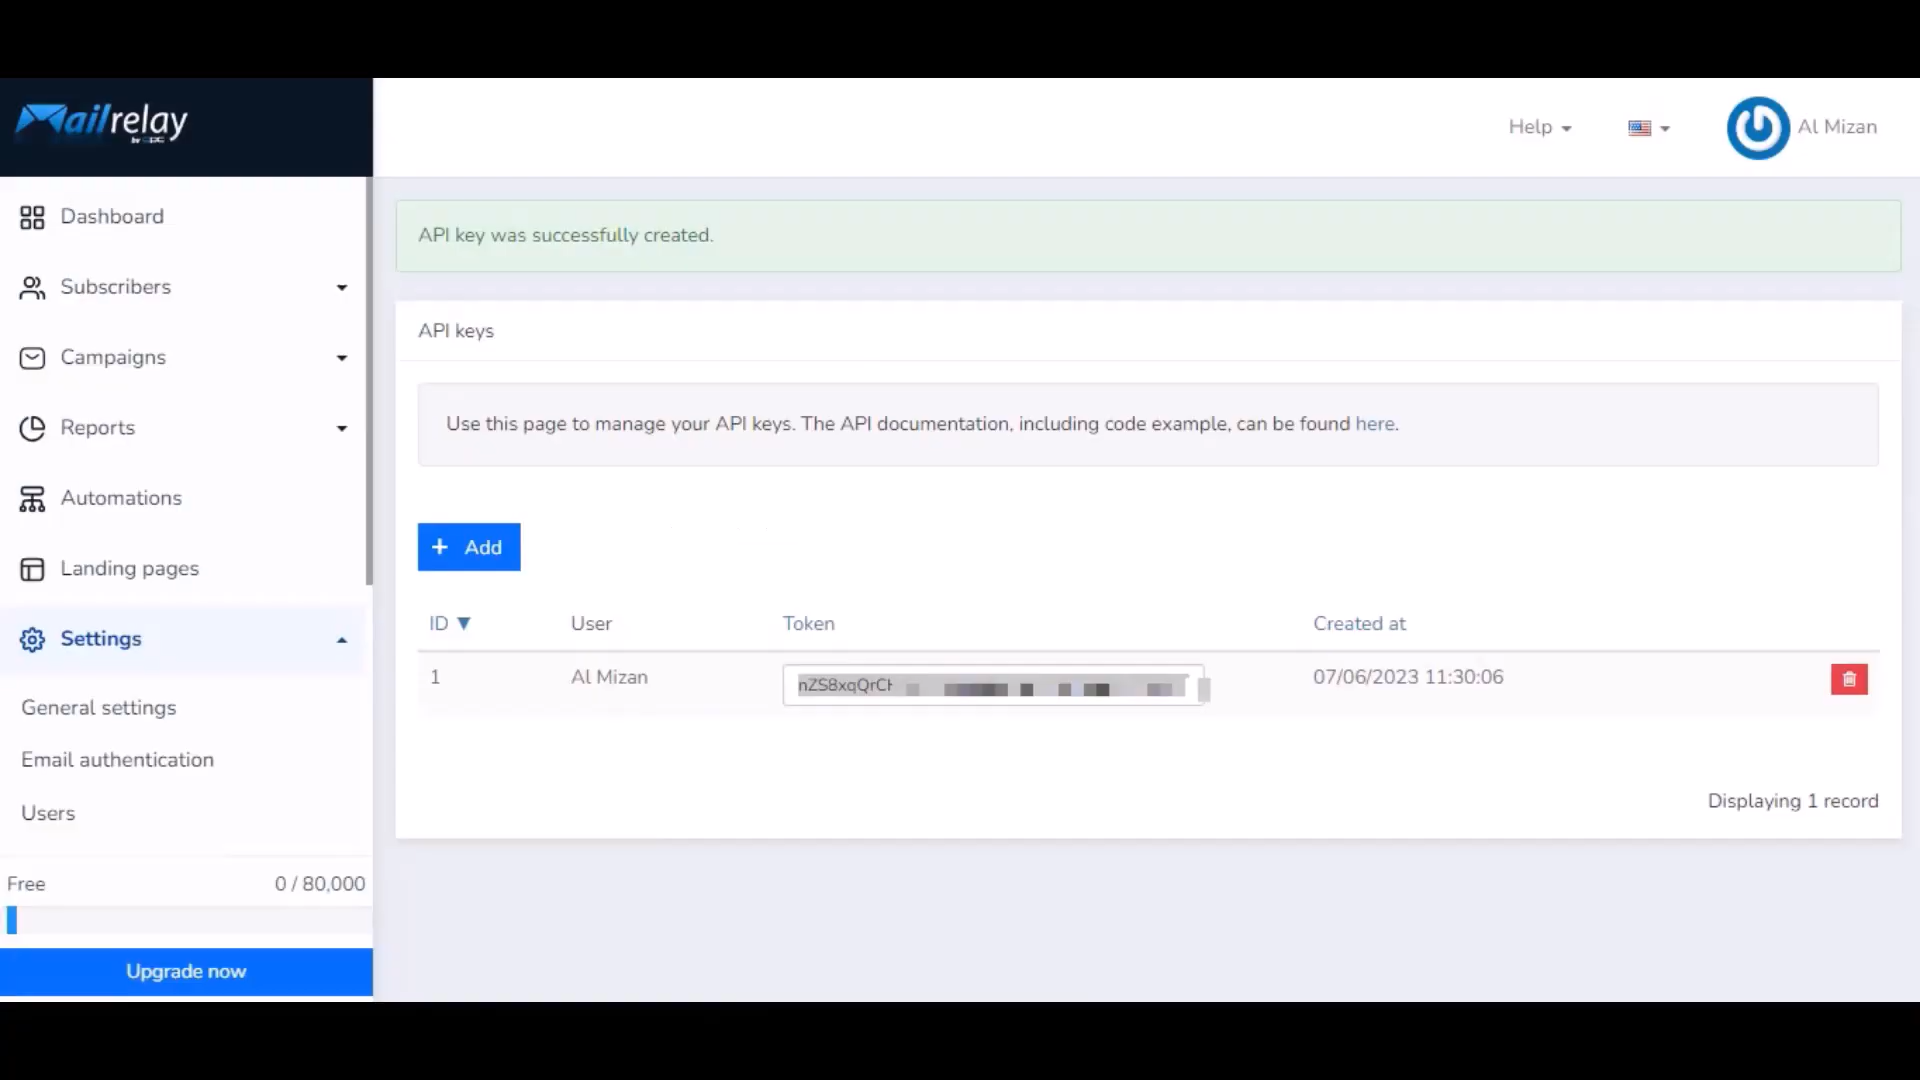 Mailrelay
Help
Al Mizan
Dashboard
Subscribers
Campaigns
Reports
Automations
Landing pages
Settings
General settings
Email authentication
Users
Free 0 / 80,000
Upgrade now
API key was successfully created.
API keys
Use this page to manage your API keys. The API documentation, including code example, can be found here.
+ Add
ID ▼ User Token Created at
1 Al Mizan nZS8xqQrC 07/06/2023 11:30:06
Displaying 1 record